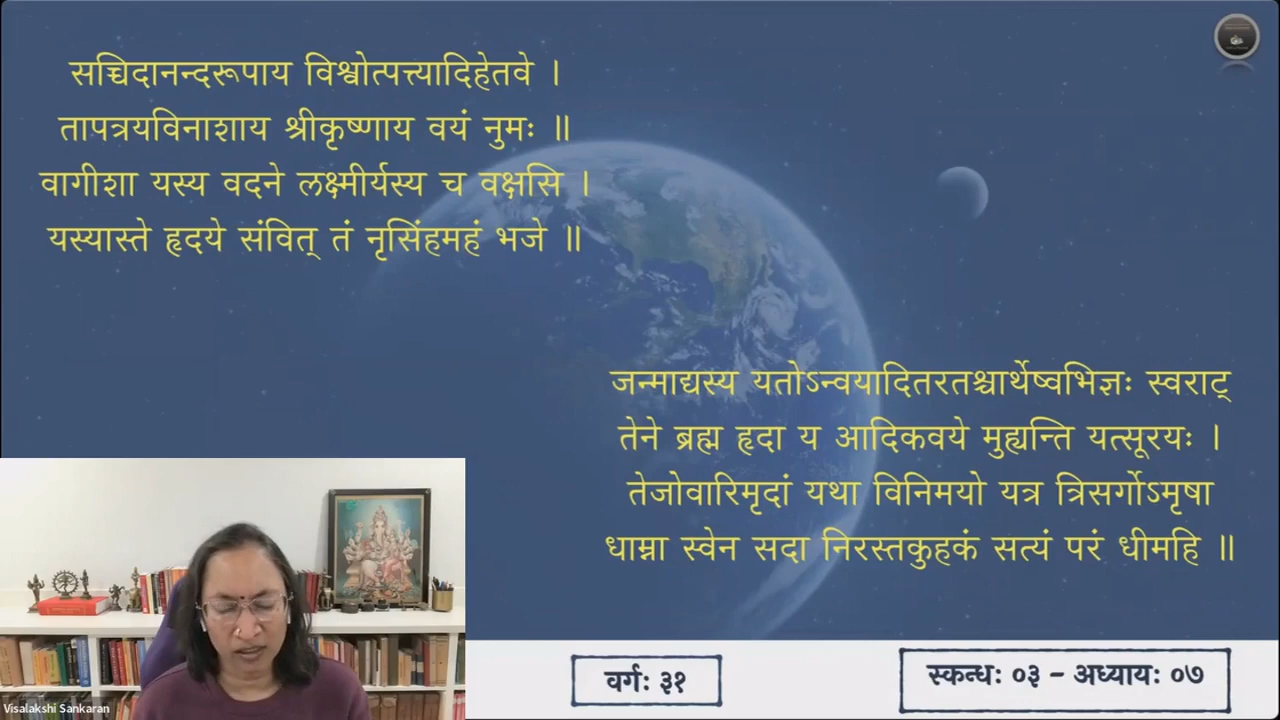 सच्चिदानन्दरूपाय विश्वोत्पत्त्यादिहेतवे ।
तापत्रयविनाशाय श्रीकृष्णाय वयं नुमः ॥
वागीशा यस्य वदने लक्ष्मीर्यस्य च वक्षसि ।
यस्यास्ते हृदये संवित् तं नृसिंहमहं भजे ॥
जन्माद्यस्य यतोऽन्वयादितरतश्चार्थेष्वभिज्ञः स्वराट्
तेने ब्रह्म हृदा य आदिकवये मुह्यन्ति यत्सूरयः ।
तेजोवारिमृदां यथा विनिमयो यत्र त्रिसर्गोऽमृषा
धाम्ना स्वेन सदा निरस्तकुहकं सत्यं परं धीमहि ॥
Visalakshi Sankaran
वर्गः ३१
स्कन्धः ०३ – अध्यायः ०७